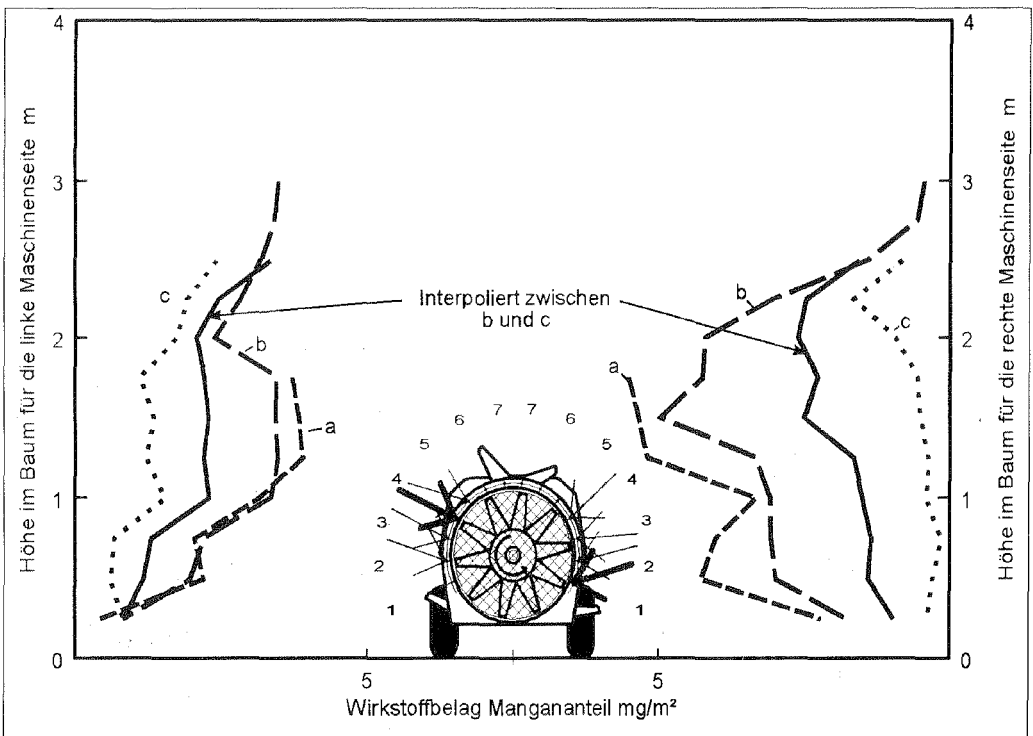 4
4
3
3
2
2
1
1
0
0
Höhe im Baum für die linke Maschinenseite m
Höhe im Baum für die rechte Maschinenseite m
c
Interpoliert zwischen
b und c
b
a
b
c
a
7 7
6 6
5 5
4 4
3 3
2 2
1 1
5 5
Wirkstoffbelag Mangananteil mg/m²